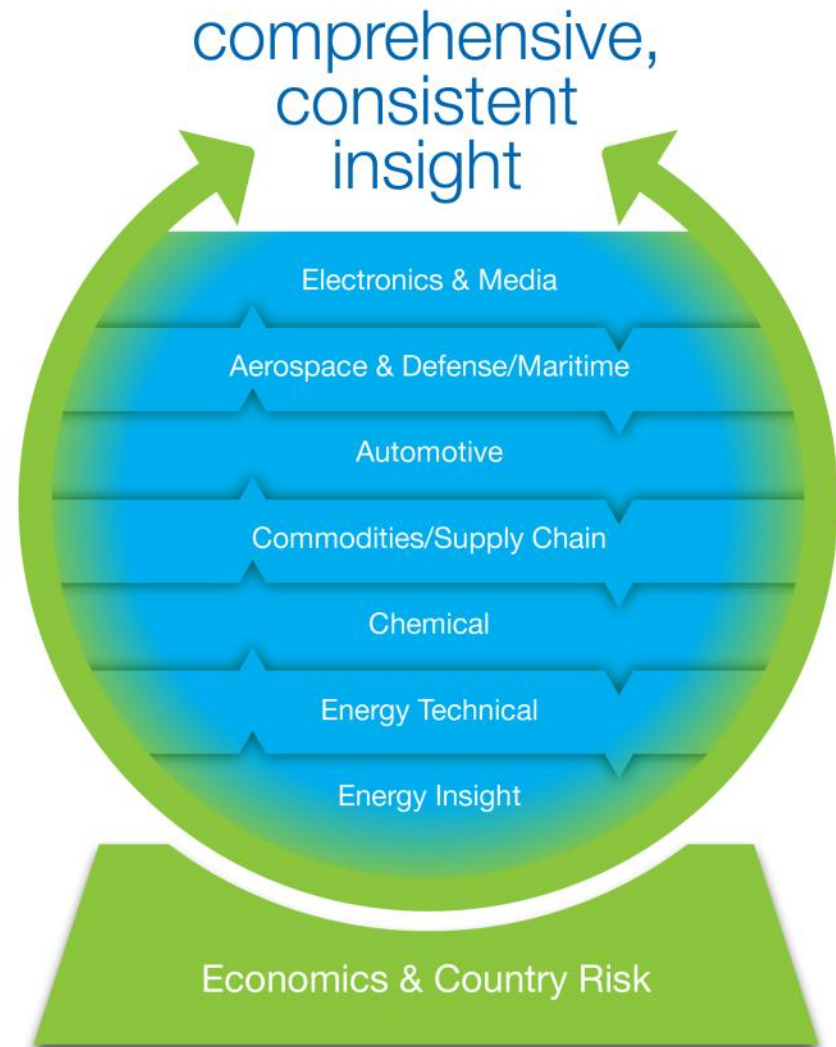 comprehensive,
consistent
insight
Electronics & Media
Aerospace & Defense/Maritime
Automotive
Commodities/Supply Chain
Chemical
Energy Technical
Energy Insight
Economics & Country Risk